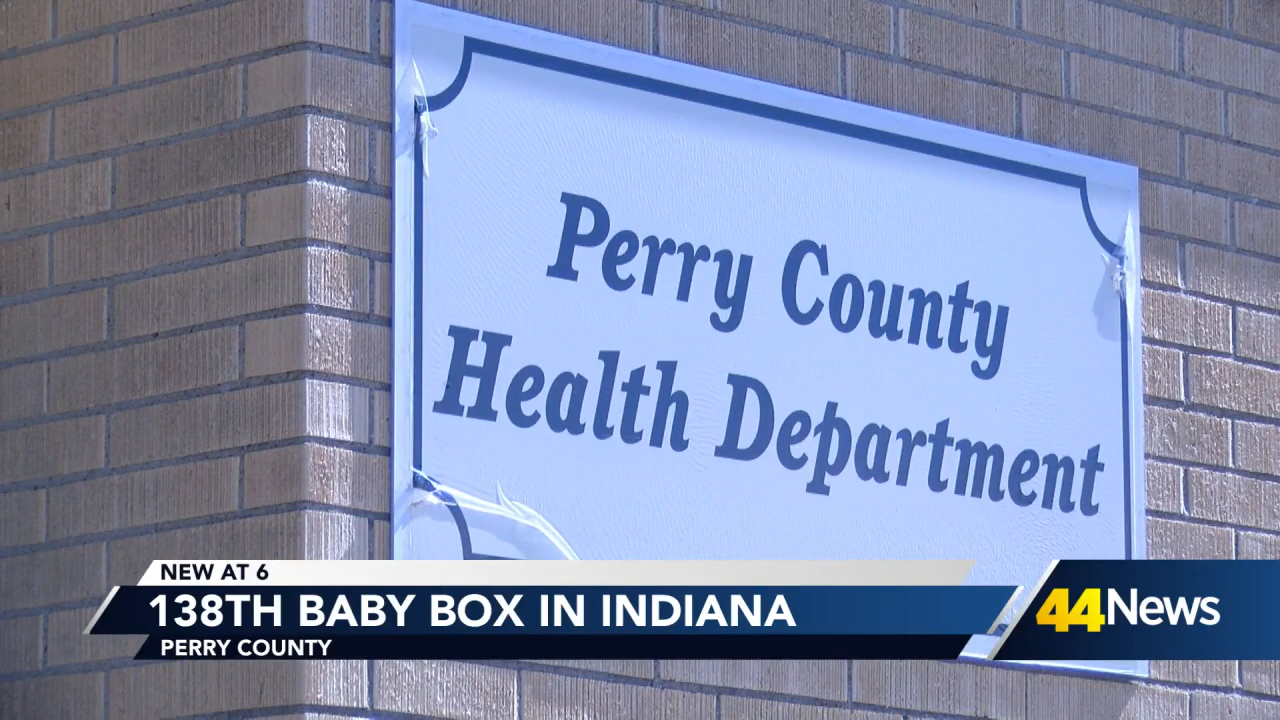 Perry County
Health Department
NEW AT 6
138TH BABY BOX IN INDIANA
PERRY COUNTY
44News